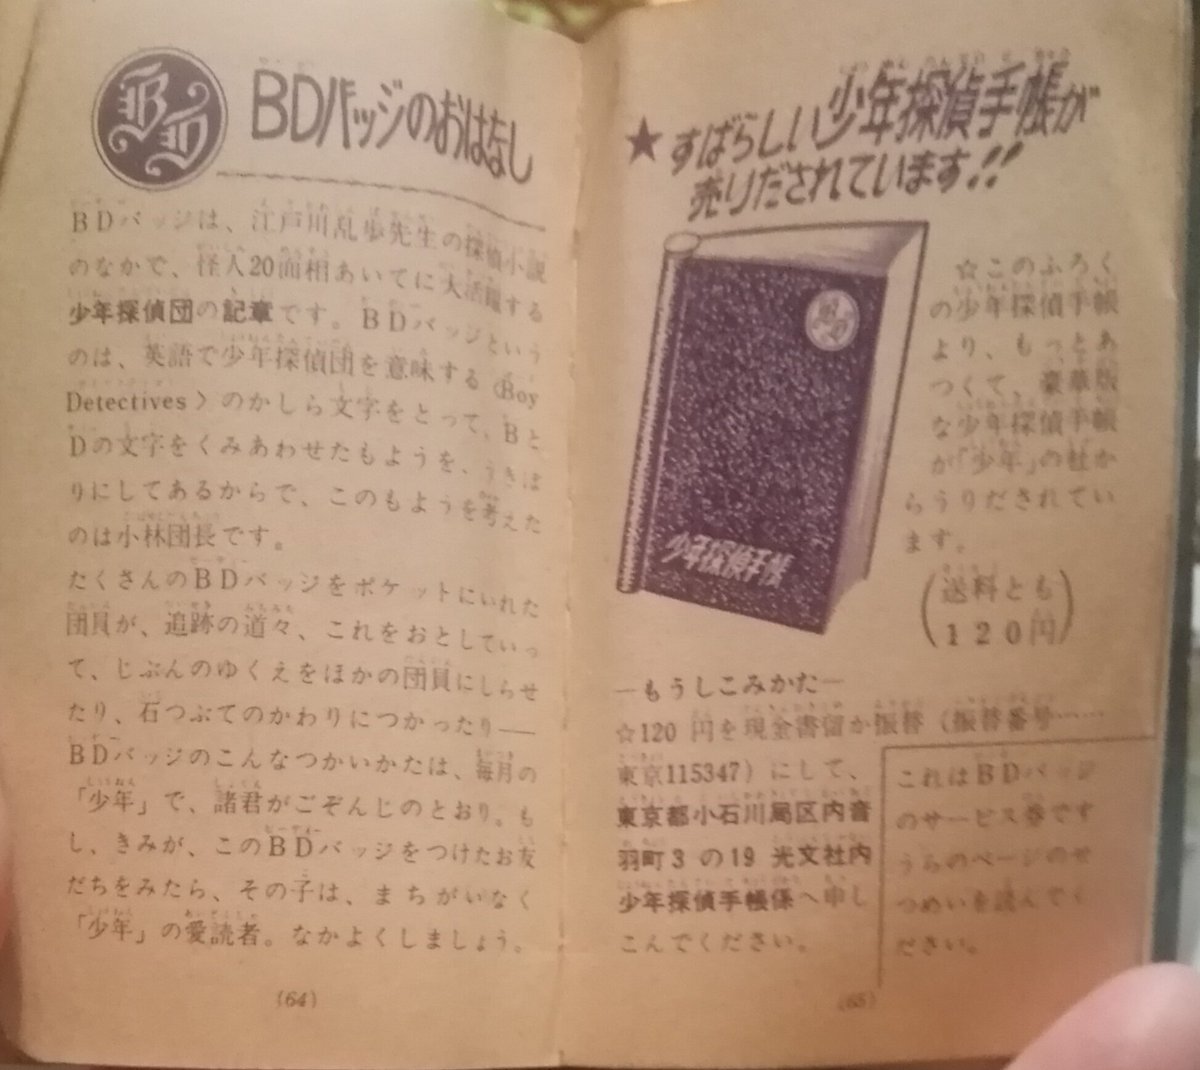 BD
BDバッジのおはなし
BDバッジは、江戸川乱歩先生の探偵小説
のなかで、怪人20面相あいてに大活躍する
少年探偵団の記章です。BDバッジという
のは、英語で少年探偵団を意味する〈Boy
Detectives〉のかしら文字をとって、Bと
Dの文字をくみあわせたもようを、うきぼ
りにしてあるからで、このもようを考えた
のは小林団長です。
たくさんのBDバッジをポケットにいれた
団員が、追跡の道々、これをおとしていっ
て、じぶんのゆくえをほかの団員にしらせ
たり、石つぶてのかわりにつかったり——
BDバッジのこんなつかいかたは、毎月の
「少年」で、諸君がごぞんじのとおり。も
し、きみが、このBDバッジをつけたお友
だちをみたら、その子は、まちがいなく
「少年」の愛読者。なかよくしましょう。
(64)
★すばらしい少年探偵手帳が
売りだされています!!
BD
少年探偵手帳
☆このふろく
の少年探偵手帳
より、もっとあ
つくて、豪華版
な少年探偵手帳
が「少年」の社か
らうりだされてい
ます。
(送料とも
120円)
—もうしこみかた—
☆120円を現金書留か振替(振替番号……
東京115347)にして、
東京都小石川局区内音
羽町3の19 光文社内
少年探偵手帳係へ申し
こんでください。
これはBDバッジ
のサービス券です
うらのページのせ
つめいを読んでく
ださい。
(65)